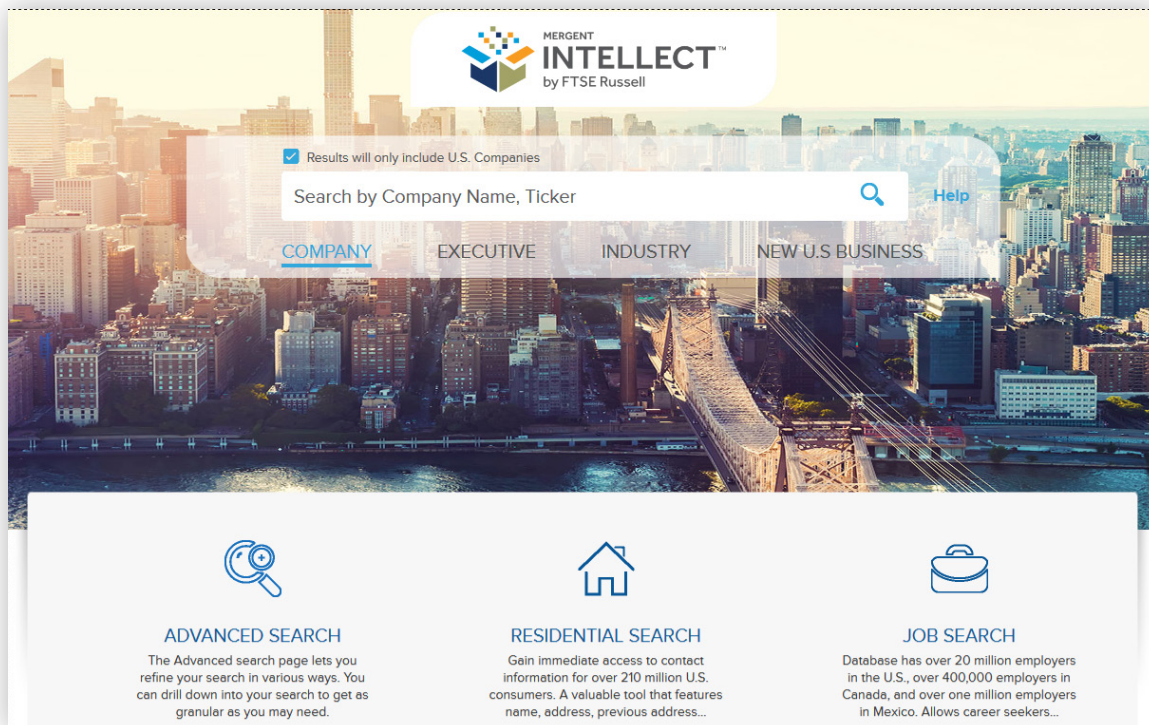 MERGENT
INTELLECT™
by FTSE Russell
Results will only include U.S. Companies
Search by Company Name, Ticker
Help
COMPANY EXECUTIVE INDUSTRY NEW U.S BUSINESS
ADVANCED SEARCH
The Advanced search page lets you
refine your search in various ways. You
can drill down into your search to get as
granular as you may need.
RESIDENTIAL SEARCH
Gain immediate access to contact
information for over 210 million U.S.
consumers. A valuable tool that features
name, address, previous address...
JOB SEARCH
Database has over 20 million employers
in the U.S., over 400,000 employers in
Canada, and over one million employers
in Mexico. Allows career seekers...